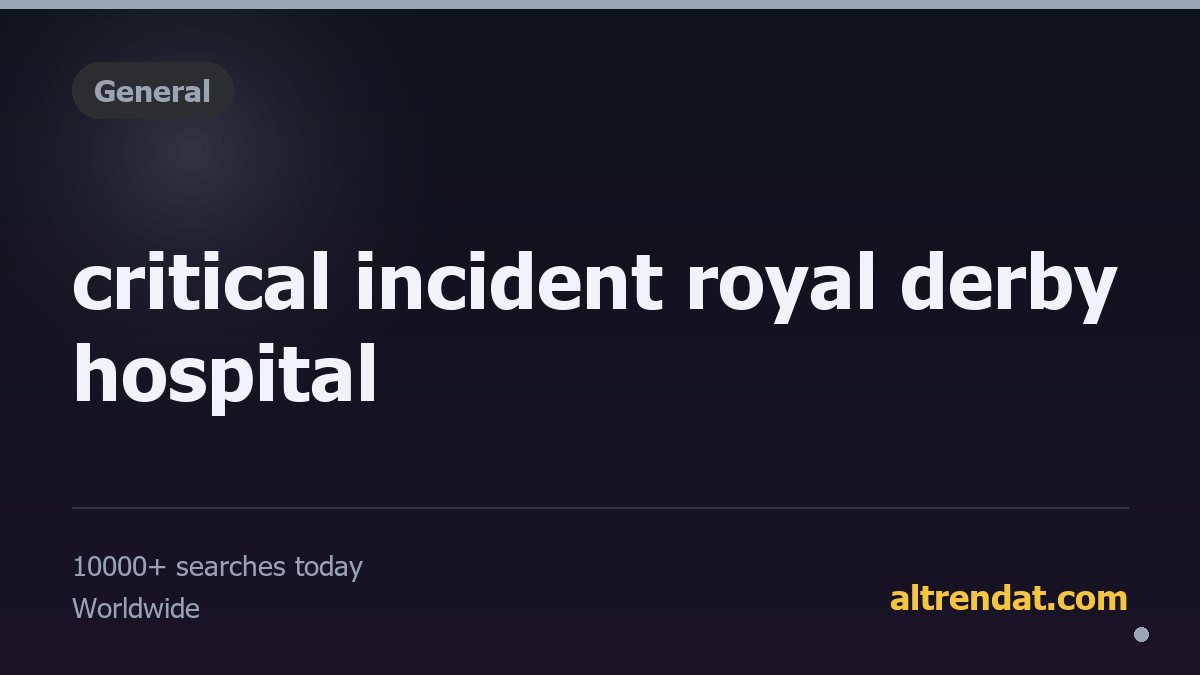 General
critical incident royal derby
hospital
10000+ searches today
Worldwide
altrendat.com